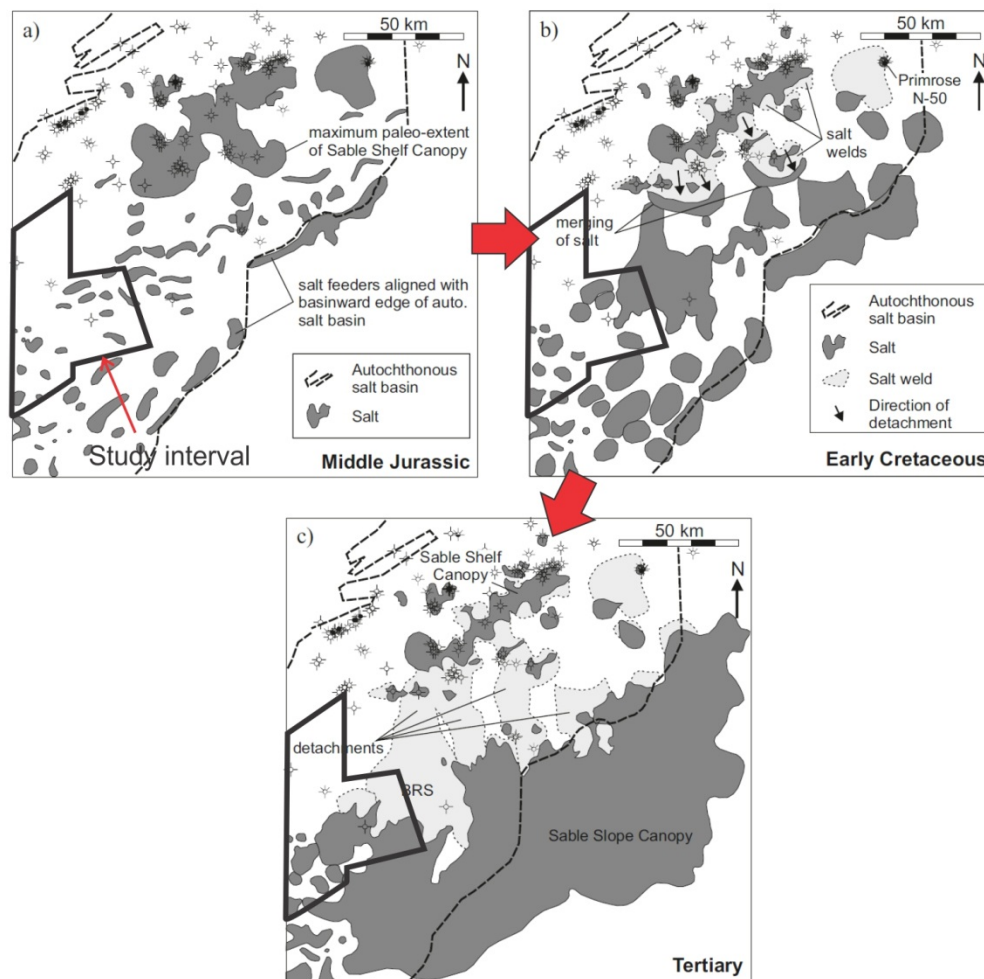 a)
50 km
N
maximum paleo-extent
of Sable Shelf Canopy
salt feeders aligned with
basinward edge of auto.
salt basin
Autochthonous
salt basin
Salt
Study interval
Middle Jurassic
b)
50 km
N
Primrose
N-50
salt
welds
merging
of salt
Autochthonous
salt basin
Salt
Salt weld
Direction of
detachment
Early Cretaceous
c)
50 km
N
Sable Shelf
Canopy
detachments
BRS
Sable Slope Canopy
Tertiary